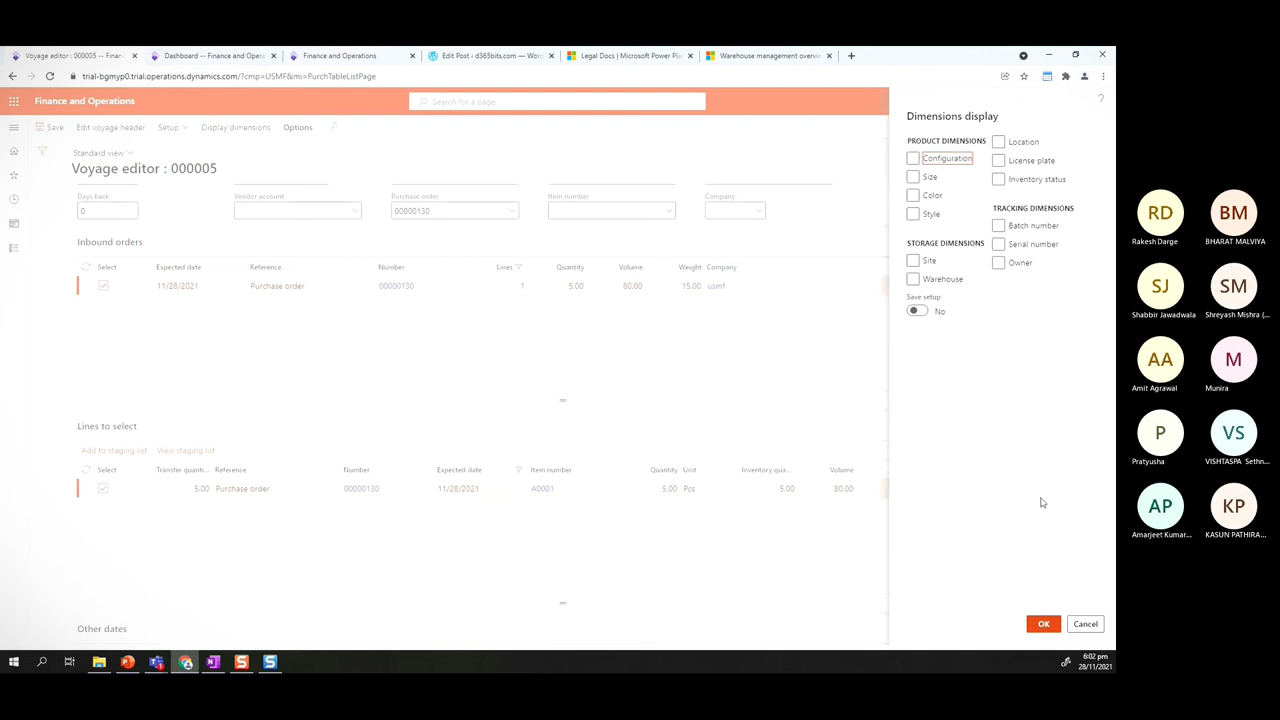 Voyage editor : 000005 -- Finan
Dashboard -- Finance and Opera
Finance and Operations
Edit Post ‹ d365bits.com — Wor
Legal Docs | Microsoft Power Pla
Warehouse management overvi
trial-bgmyp0.trial.operations.dynamics.com/?cmp=USMF&mi=PurchTableListPage
Finance and Operations
Search for a page
?
Save
Edit voyage header
Setup
Display dimensions
Options
Standard view
Voyage editor : 000005
Days back
Vendor account
Purchase order
Item number
Company
0
00000130
Inbound orders
Select
Expected date
Reference
Number
Lines
Quantity
Volume
Weight
Company
11/28/2021
Purchase order
00000130
1
5.00
80.00
15.00
usmf
Lines to select
Add to staging list
View staging list
Select
Transfer quanti...
Reference
Number
Expected date
Item number
Quantity
Unit
Inventory qua...
Volume
5.00
Purchase order
00000130
11/28/2021
A0001
5.00
Pcs
5.00
80.00
Other dates
Dimensions display
PRODUCT DIMENSIONS
Configuration
Size
Color
Style
STORAGE DIMENSIONS
Site
Warehouse
Save setup
No
Location
License plate
Inventory status
TRACKING DIMENSIONS
Batch number
Serial number
Owner
OK
Cancel
6:02 pm
28/11/2021
RD
Rakesh Darge
BM
BHARAT MALVIYA
SJ
Shabbir Jawadwala
SM
Shreyash Mishra (...
AA
Amit Agrawal
M
Munira
P
Pratyusha
VS
VISHTASPA Sethn...
AP
Amarjeet Kumar...
KP
KASUN PATHIRA...